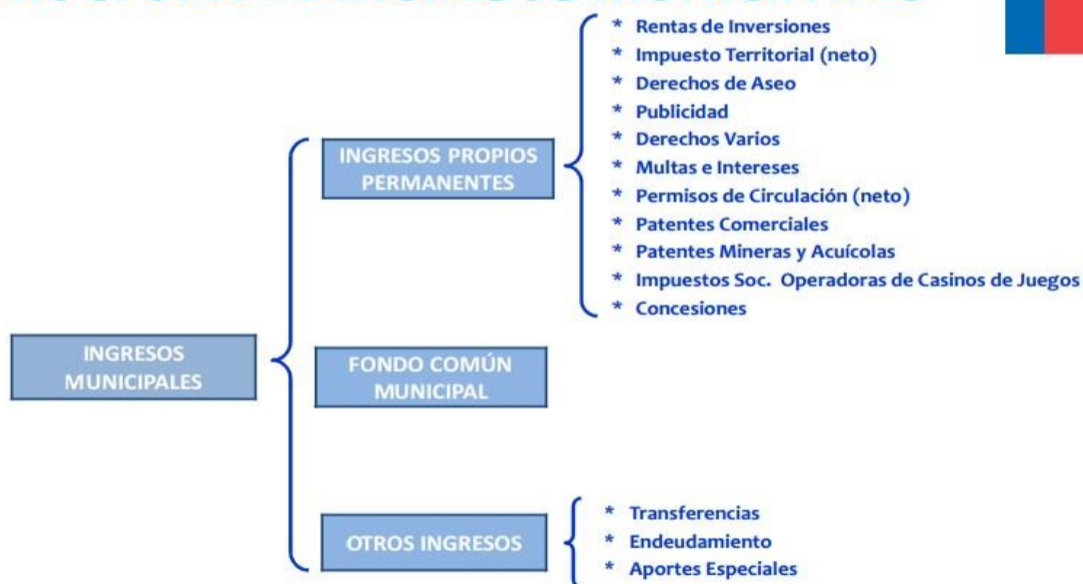 * Rentas de Inversiones
* Impuesto Territorial (neto)
* Derechos de Aseo
* Publicidad
* Derechos Varios
* Multas e Intereses
* Permisos de Circulación (neto)
* Patentes Comerciales
* Patentes Mineras y Acuícolas
* Impuestos Soc. Operadoras de Casinos de Juegos
* Concesiones
INGRESOS PROPIOS
PERMANENTES
INGRESOS
MUNICIPALES
FONDO COMÚN
MUNICIPAL
OTROS INGRESOS
* Transferencias
* Endeudamiento
* Aportes Especiales